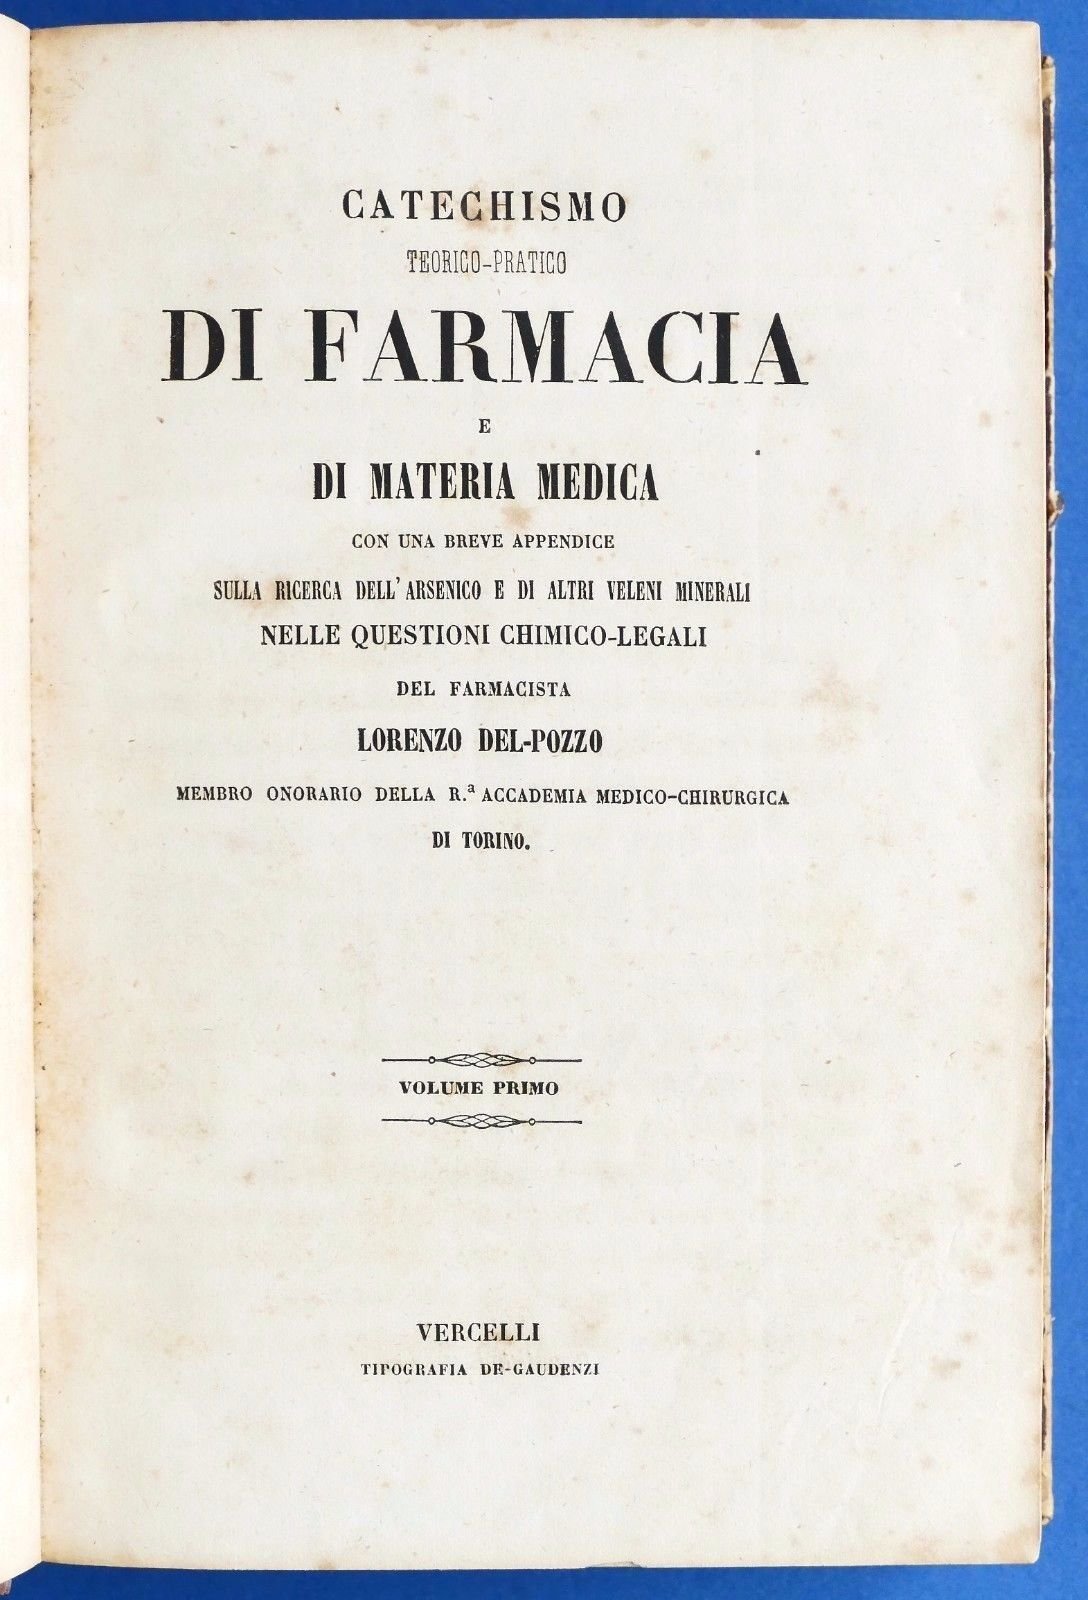 CATECHISMO
TEORICO-PRATICO
DI FARMACIA
E
DI MATERIA MEDICA
CON UNA BREVE APPENDICE
SULLA RICERCA DELL' ARSENICO E DI ALTRI VELENI MINERALI
NELLE QUESTIONI CHIMICO-LEGALI
DEL FARMACISTA
LORENZO DEL-POZZO
MEMBRO ONORARIO DELLA R.ª ACCADEMIA MEDICO-CHIRURGICA
DI TORINO.
VOLUME PRIMO
VERCELLI
TIPOGRAFIA DE-GAUDENZI